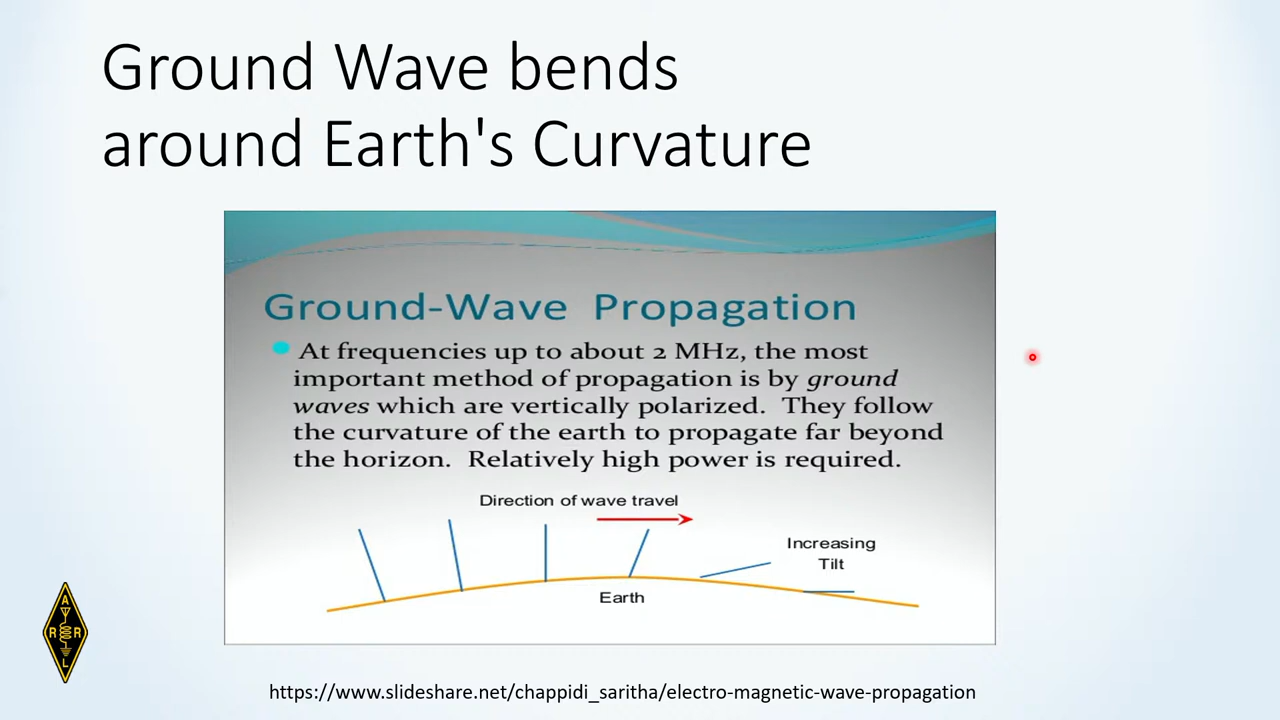 Ground Wave bends
around Earth's Curvature
Ground-Wave Propagation
At frequencies up to about 2 MHz, the most
important method of propagation is by ground
waves which are vertically polarized. They follow
the curvature of the earth to propagate far beyond
the horizon. Relatively high power is required.
Direction of wave travel
Increasing
Tilt
Earth
A
R R
L
https://www.slideshare.net/chappidi_saritha/electro-magnetic-wave-propagation